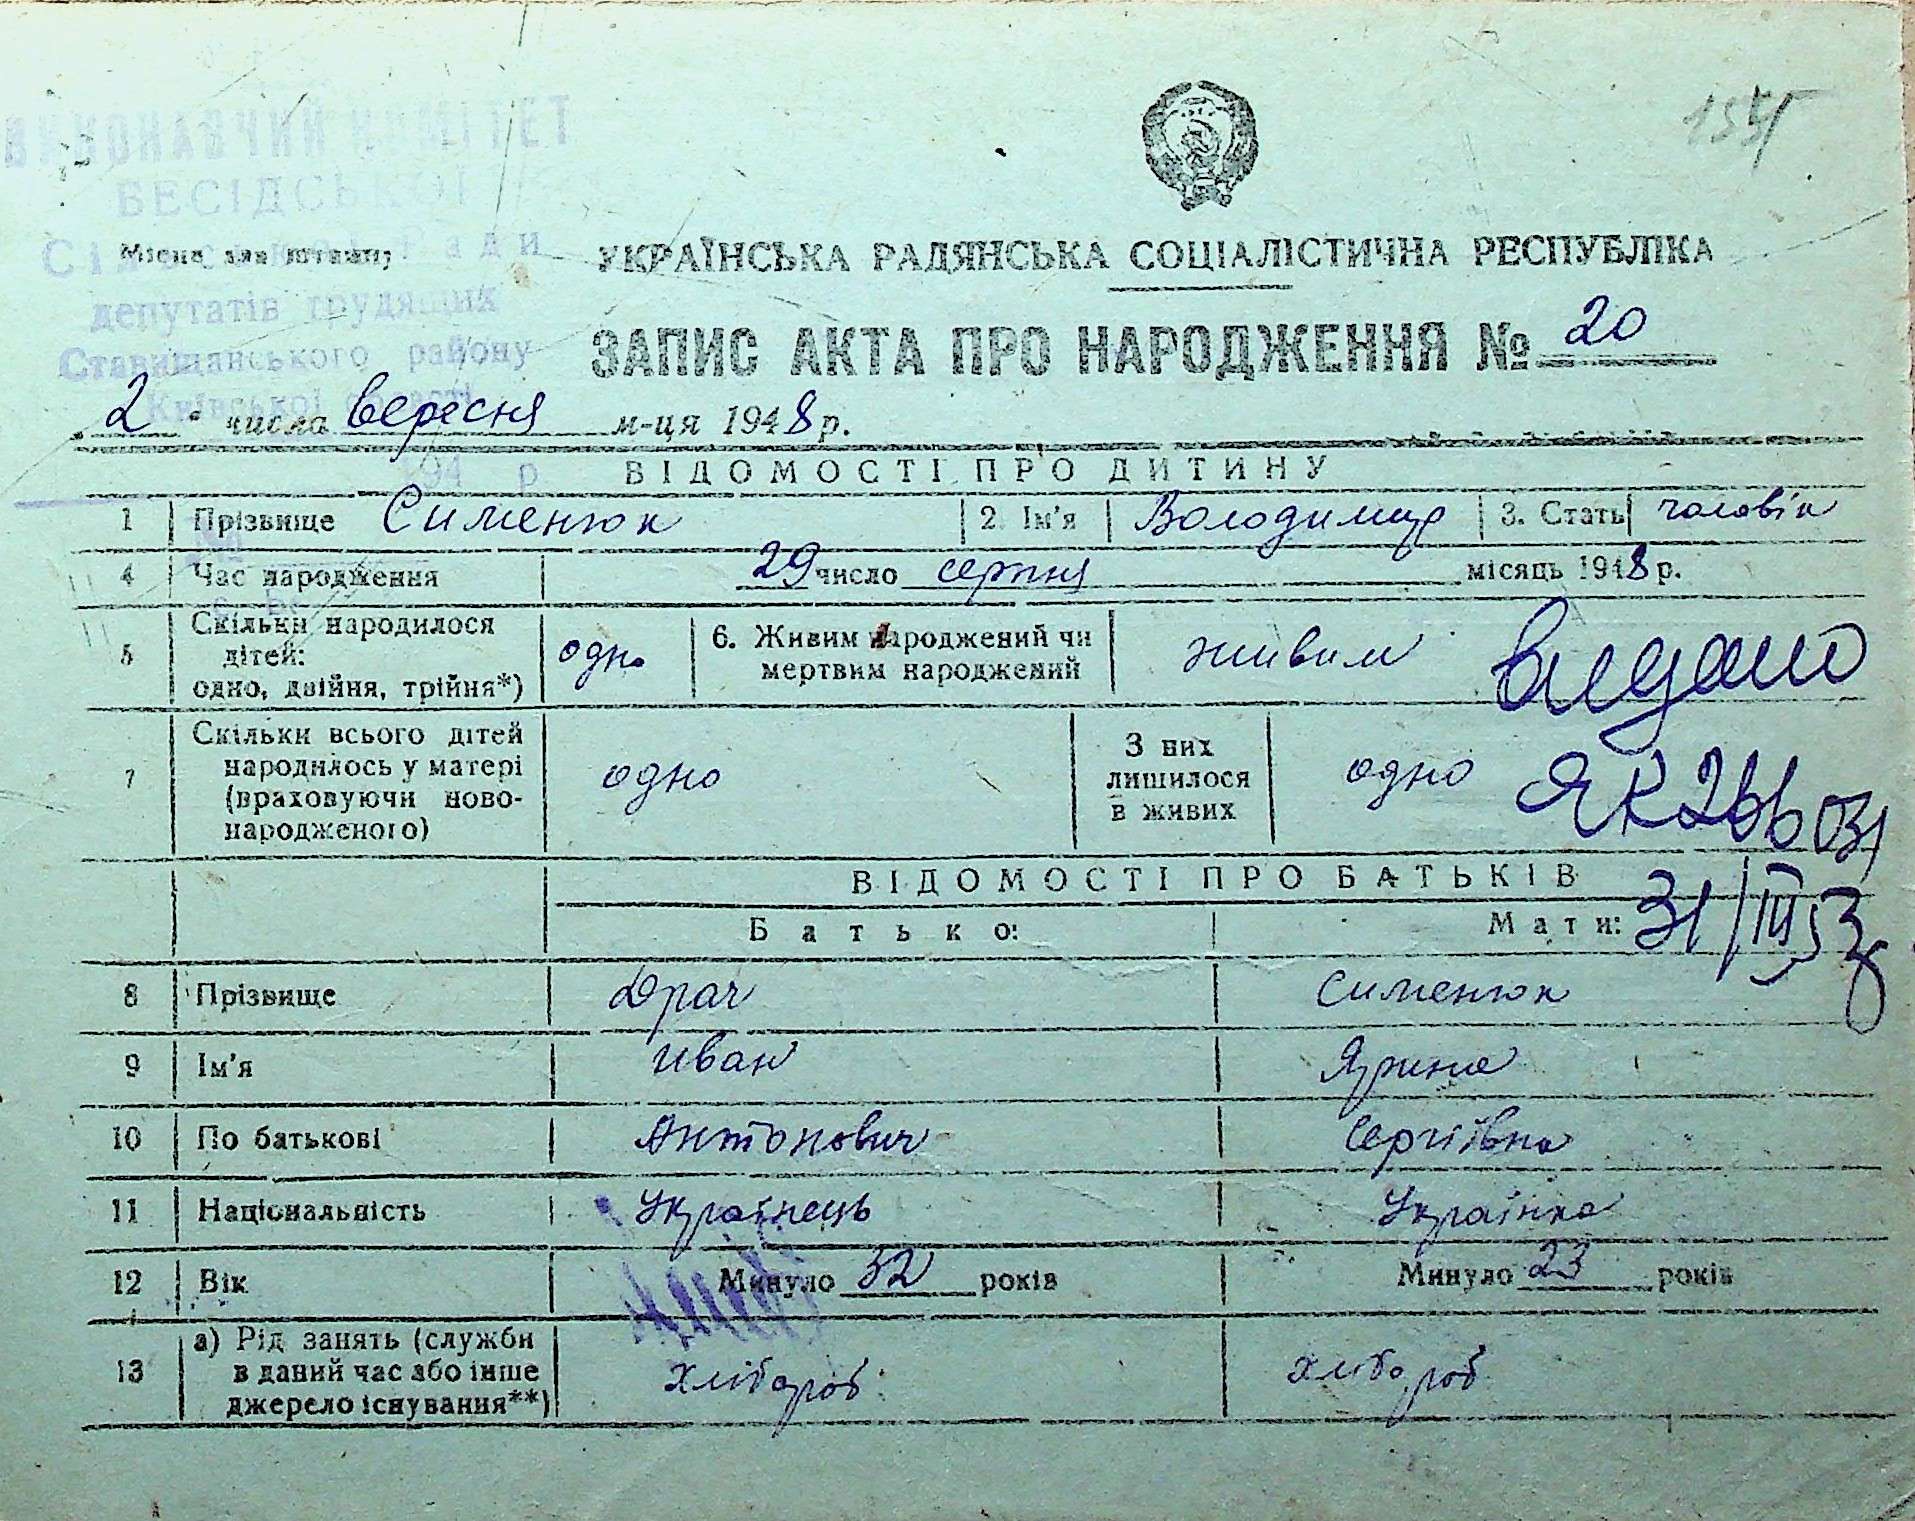 ВИКОНАВЧИЙ КОМІТЕТ
БЕСІДСЬКОЇ
Сільської Ради
депутатів трудящих
Ставищанського району
Київської області
194 р
Місце для штампу
155
УКРАЇНСЬКА РАДЯНСЬКА СОЦІАЛІСТИЧНА РЕСПУБЛІКА
ЗАПИС АКТА ПРО НАРОДЖЕННЯ № 20
"2" числа вересня м-ця 1948 р.
ВІДОМОСТІ ПРО ДИТИНУ
1 Прізвище Сименюк 2. Ім'я Володимир 3. Стать чоловік
4 Час народження 29 число серпня місяць 1948 р.
5 Скільки народилося дітей: одно, двійня, трійня*) одно 6. Живим народжений чи мертвим народжений живим
видано
7 Скільки всього дітей народилось у матері (враховуючи новонародженого) одно З них лишилося в живих одно
31/III 53
ВІДОМОСТІ ПРО БАТЬКІВ
Батько: Мати:
8 Прізвище Драч Сименюк
9 Ім'я Иван Ярина
10 По батькові Антонович Сергіївна
11 Національність Українець Українка
12 Вік Минуло 32 років Минуло 23 років
13 а) Рід занять (служби в даний час або інше джерело існування**) хлібороб хлібороб